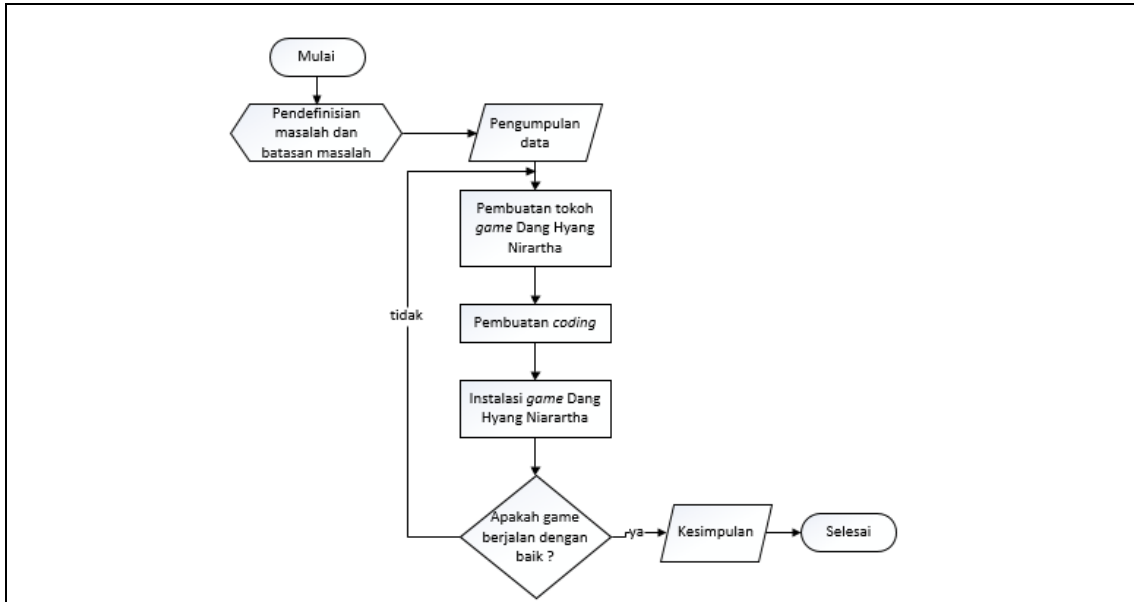 Mulai
Pendefinisian
masalah dan
batasan masalah
Pengumpulan
data
Pembuatan tokoh
game Dang Hyang
Nirartha
Pembuatan coding
tidak
Instalasi game Dang
Hyang Niarartha
Apakah game
berjalan dengan
baik ?
ya
Kesimpulan
Selesai